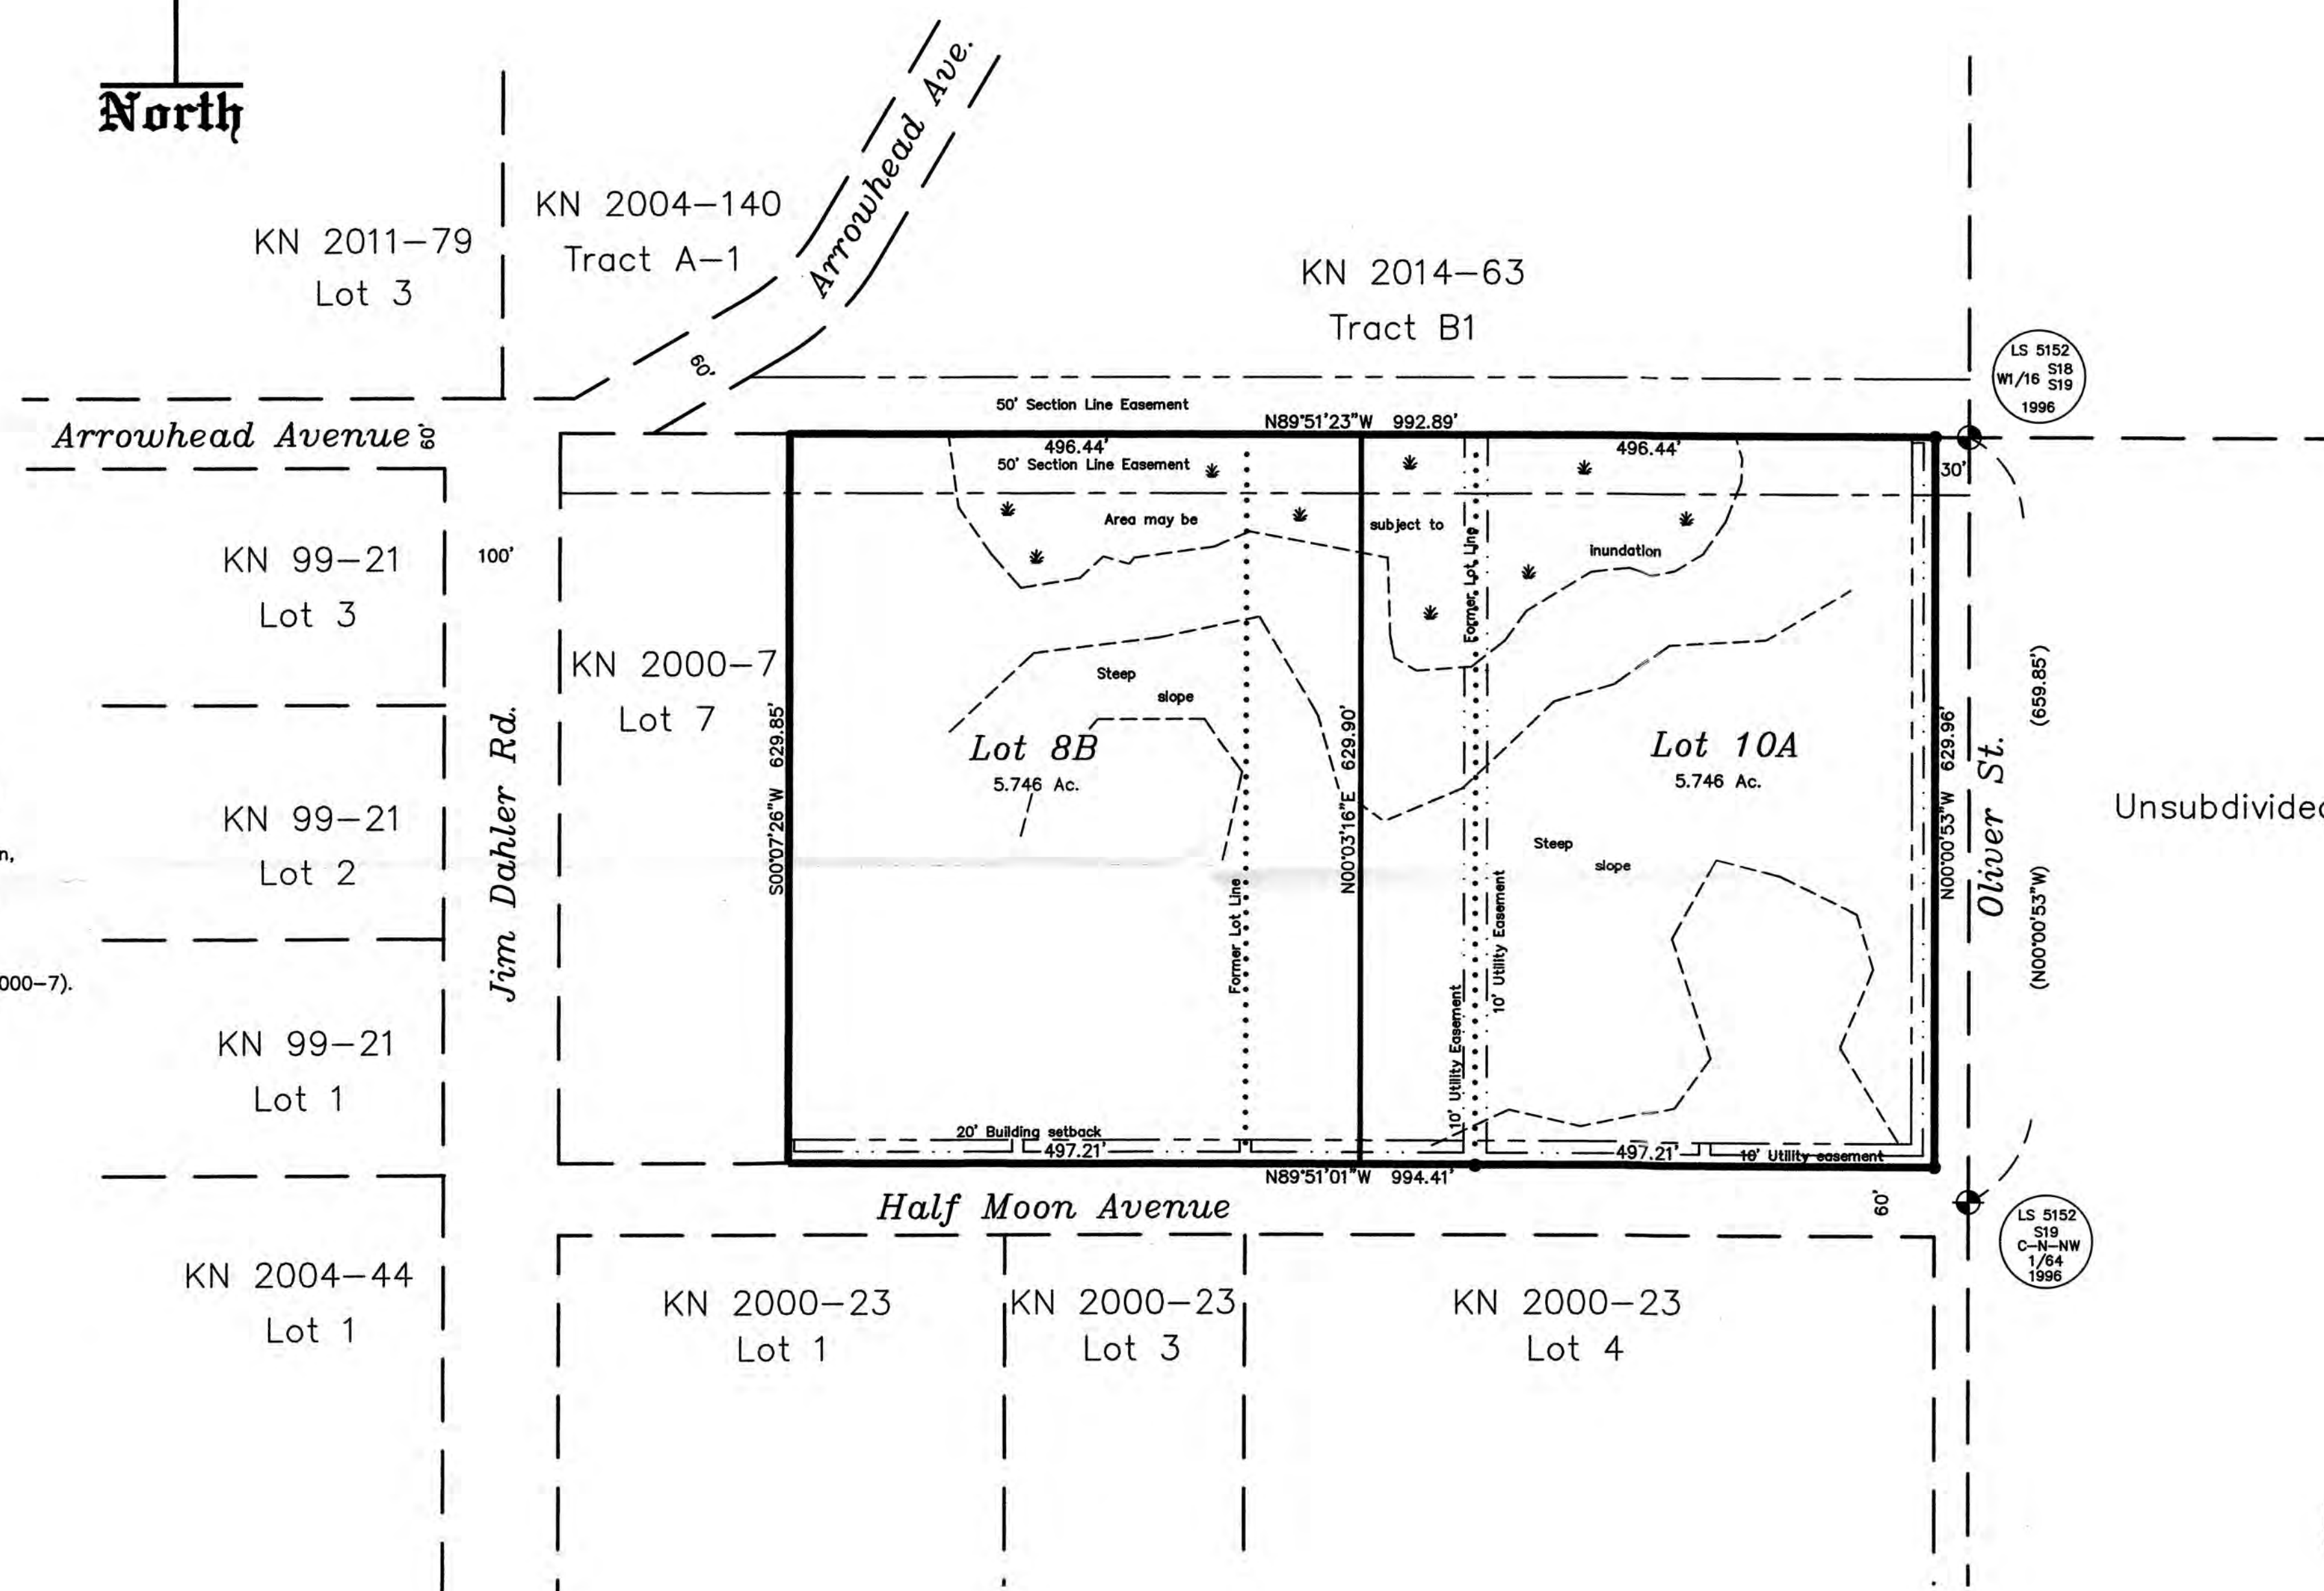 North
Arrowhead Ave.
KN 2004-140
Tract A-1
KN 2011-79
Lot 3
KN 2014-63
Tract B1
60'
LS 5152
W1/16 S18
S19
1996
50' Section Line Easement
N89°51'23"W 992.89'
Arrowhead Avenue
60'
496.44'
496.44'
50' Section Line Easement
30'
Area may be
subject to
inundation
Former Lot Line
KN 99-21
Lot 3
100'
KN 2000-7
Lot 7
Steep
slope
Lot 8B
5.746 Ac.
Lot 10A
5.746 Ac.
S00°07'26"W 629.85'
N00°03'16"E 629.90'
N00°00'53"W 629.96'
(659.85')
(N00°00'53"W)
Oliver St.
Unsubdivided
Jim Dahler Rd.
KN 99-21
Lot 2
n,
Steep
slope
Former Lot Line
10' Utility Easement
10' Utility Easement
000-7).
KN 99-21
Lot 1
20' Building setback
497.21'
497.21'
10' Utility easement
N89°51'01"W 994.41'
Half Moon Avenue
60'
LS 5152
S19
C-N-NW
1/64
1996
KN 2004-44
Lot 1
KN 2000-23
Lot 1
KN 2000-23
Lot 3
KN 2000-23
Lot 4